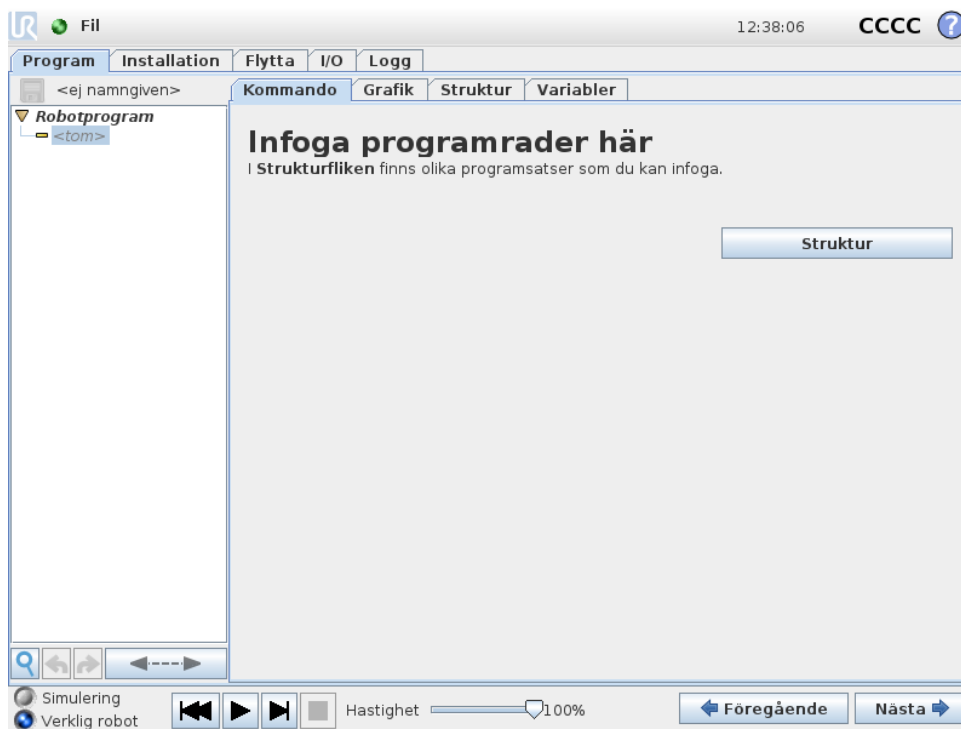 UR
Fil
12:38:06
CCCC
?
Program
Installation
Flytta
I/O
Logg
<ej namngiven>
Kommando
Grafik
Struktur
Variabler
Robotprogram
<tom>
Infoga programrader här
I Strukturfliken finns olika programsatser som du kan infoga.
Struktur
Simulering
Verklig robot
Hastighet
100%
Föregående
Nästa